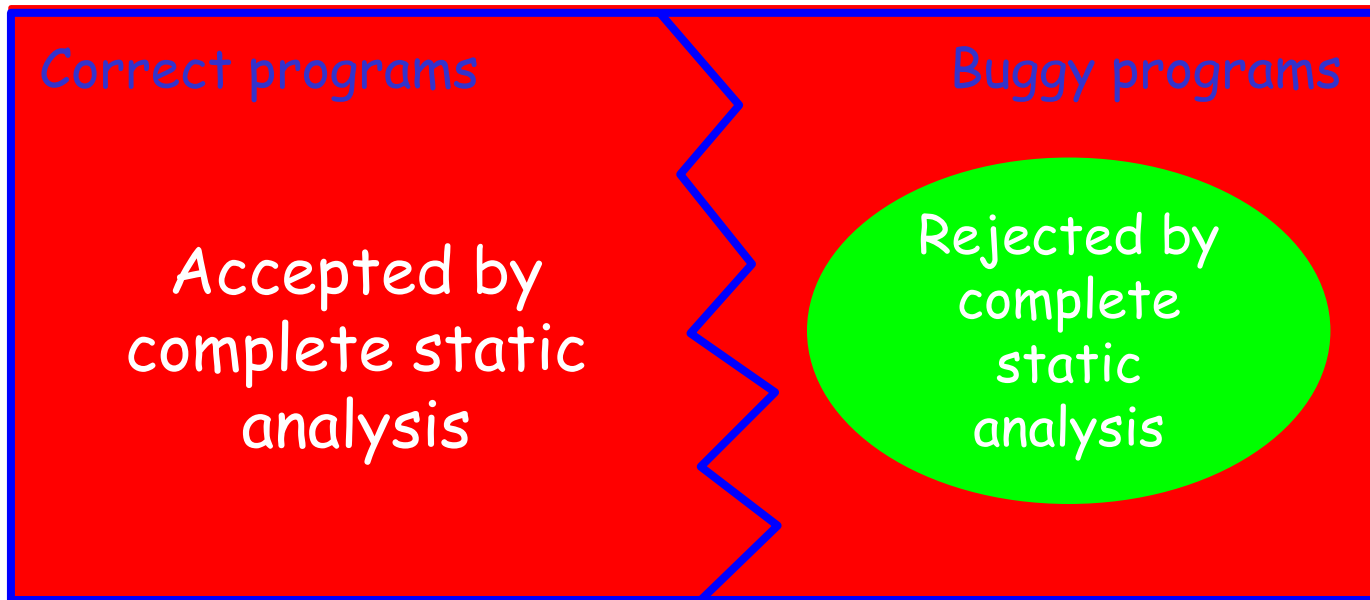 Correct programs
Buggy programs
Accepted by
complete static
analysis
Rejected by
complete
static
analysis